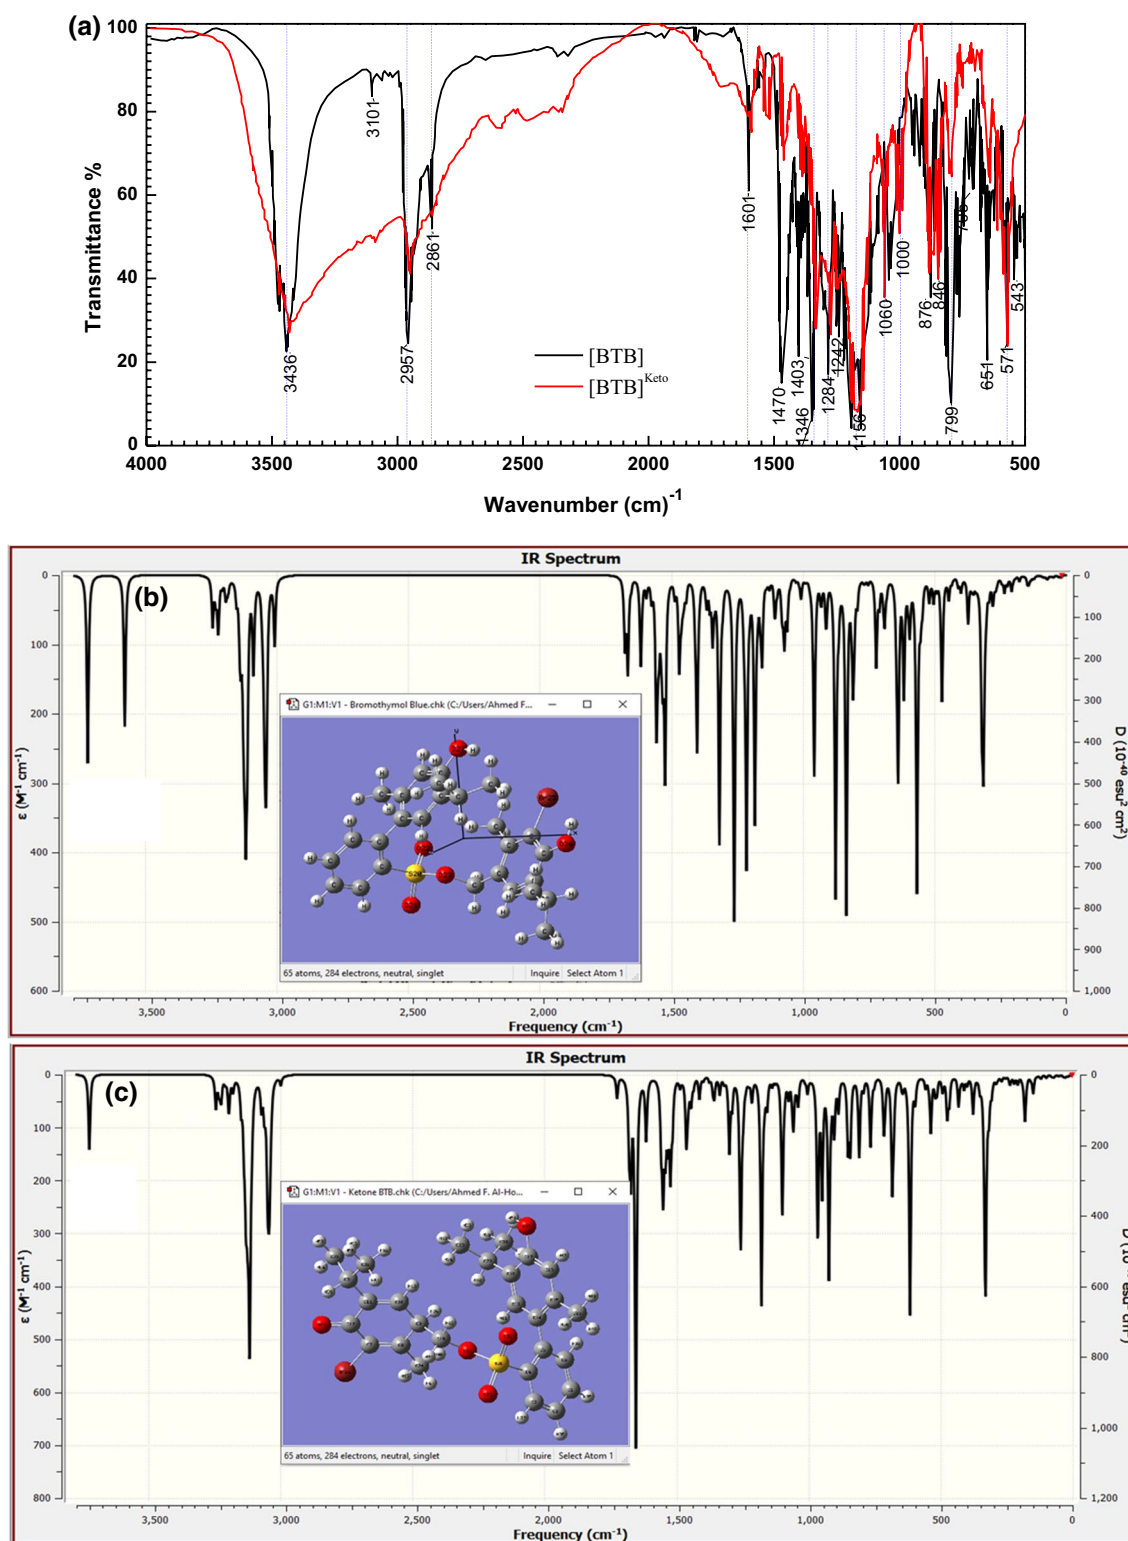 (a)
100
80
60
40
20
0
Transmittance %
3436
3101
2957
2861
1601
1470
1403
1346
1284
1242
1156
1060
1000
876
846
799
651
571
543
[BTB]
[BTB]Keto
4000 3500 3000 2500 2000 1500 1000 500
Wavenumber (cm)-1
IR Spectrum
(b)
0
100
200
300
400
500
600
ε (M-1 cm-1)
0
100
200
300
400
500
600
700
800
900
1,000
D (10-40 esu2 cm2)
G1:M1:V1 - Bromothymol Blue.chk (C:/Users/Ahmed F...
65 atoms, 284 electrons, neutral, singlet Inquire Select Atom 1
3,500 3,000 2,500 2,000 1,500 1,000 500 0
Frequency (cm-1)
IR Spectrum
(c)
0
100
200
300
400
500
600
700
800
ε (M-1 cm-1)
0
200
400
600
800
1,000
1,200
G1:M1:V1 - Ketone BTB.chk (C:/Users/Ahmed F. Al-Ho...
65 atoms, 284 electrons, neutral, singlet Inquire Select Atom 1
3,500 3,000 2,500 2,000 1,500 1,000 500 0
Frequency (cm-1)